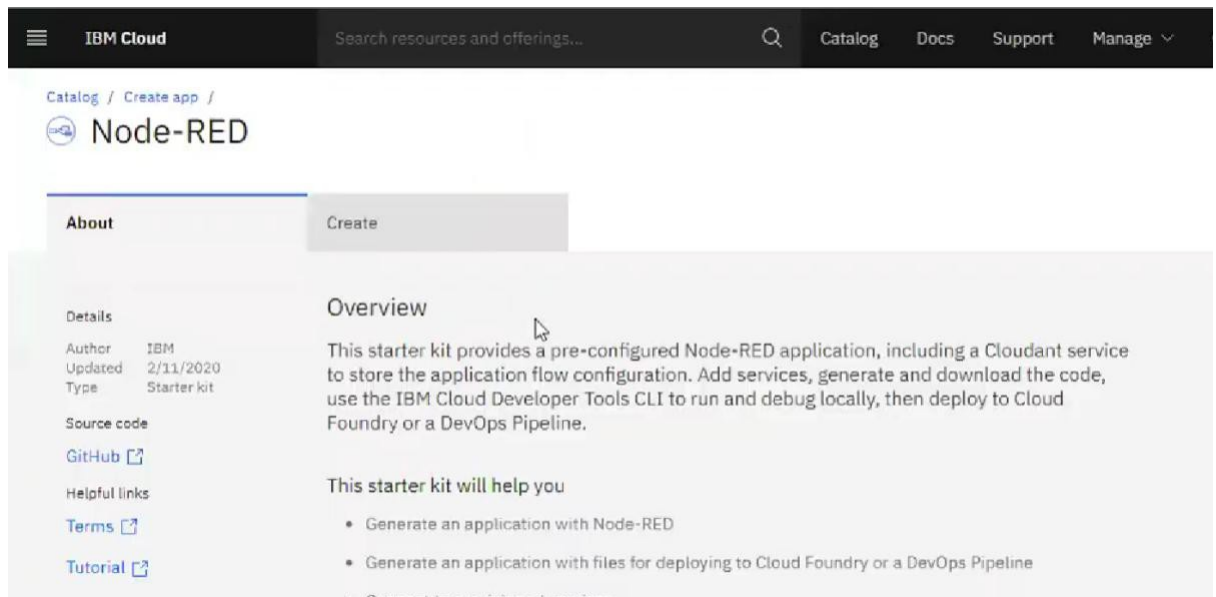 IBM Cloud
Search resources and offerings...
Catalog
Docs
Support
Manage
Catalog / Create app /
Node-RED
About
Create
Details
Author IBM
Updated 2/11/2020
Type Starter kit
Source code
GitHub
Helpful links
Terms
Tutorial
Overview
This starter kit provides a pre-configured Node-RED application, including a Cloudant service
to store the application flow configuration. Add services, generate and download the code,
use the IBM Cloud Developer Tools CLI to run and debug locally, then deploy to Cloud
Foundry or a DevOps Pipeline.
This starter kit will help you
• Generate an application with Node-RED
• Generate an application with files for deploying to Cloud Foundry or a DevOps Pipeline